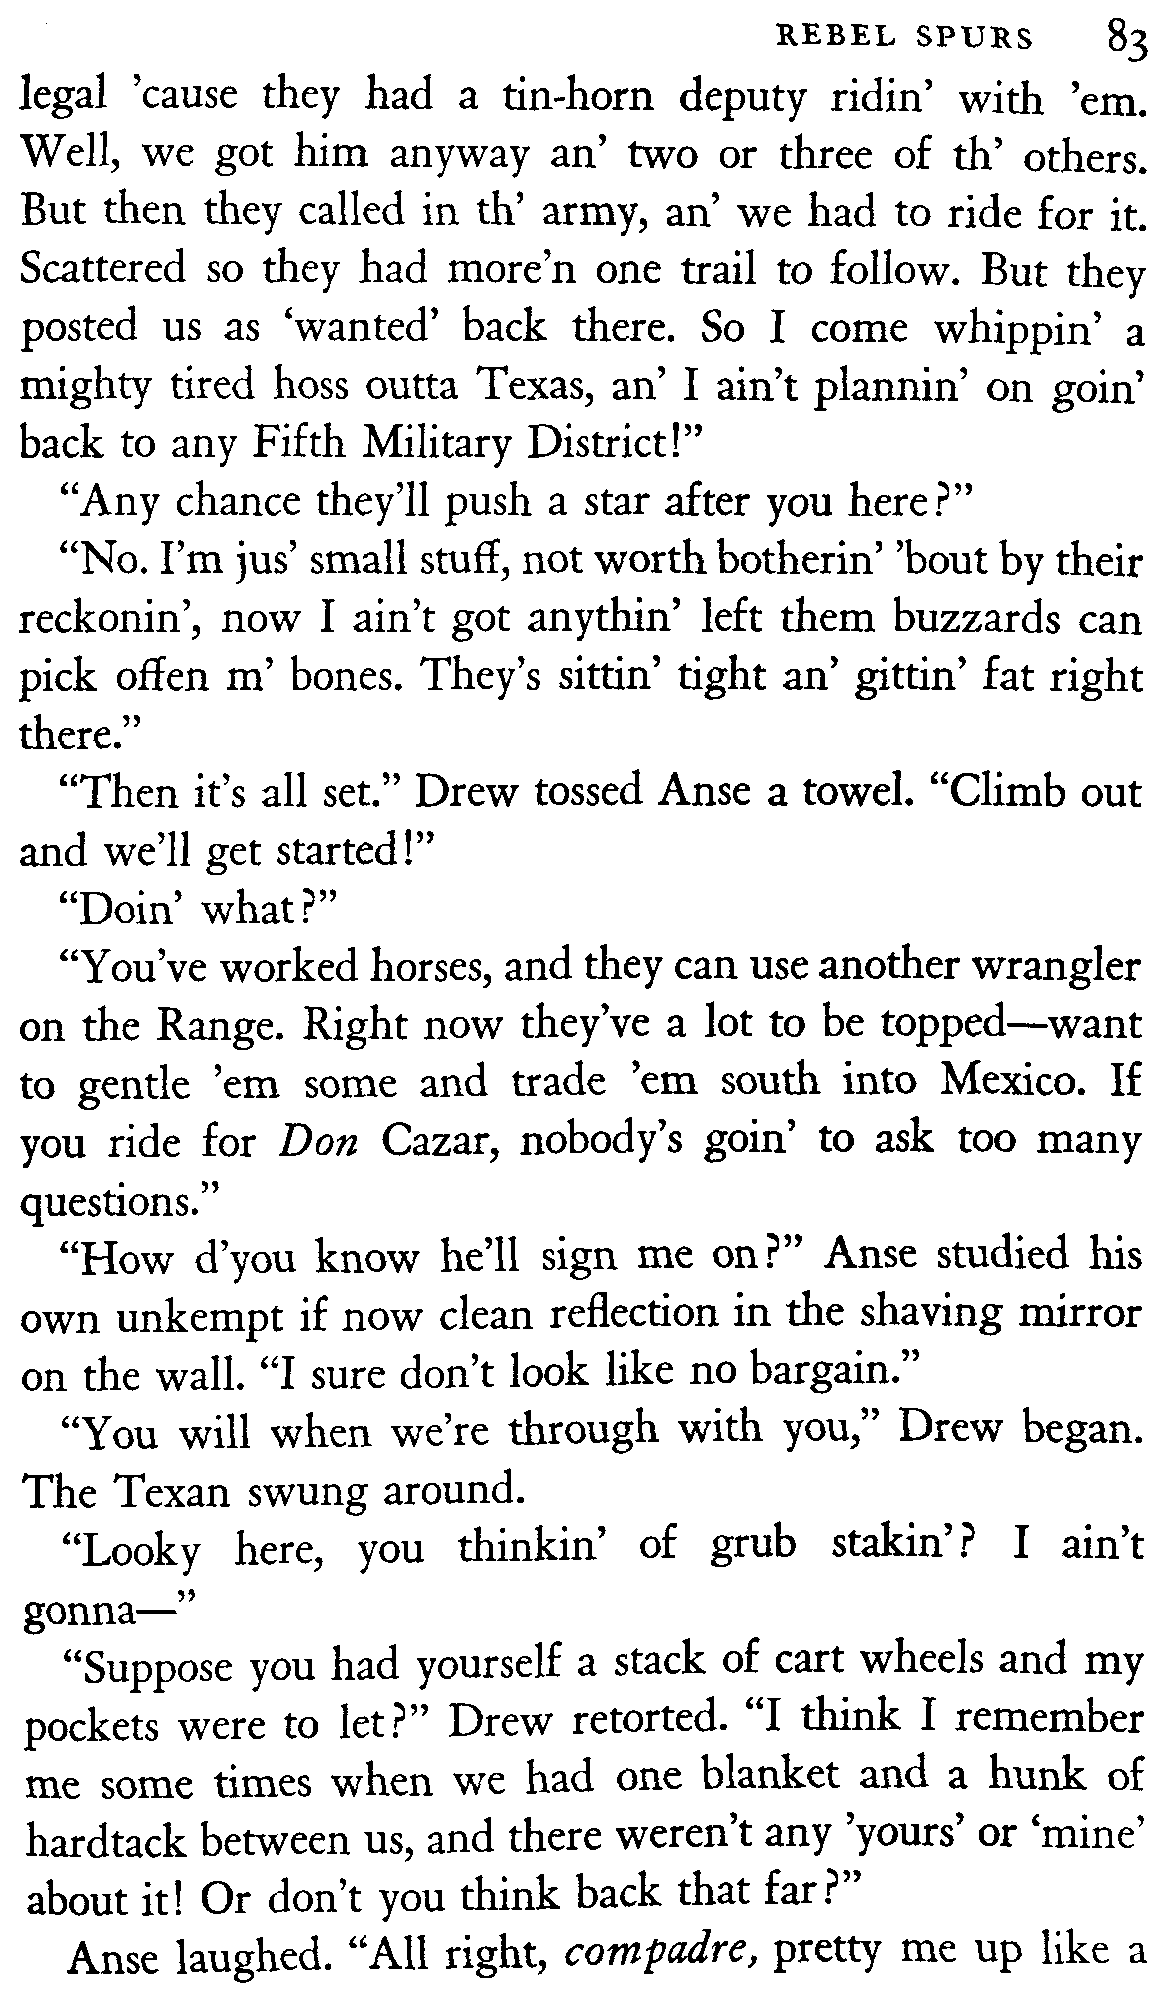 REBEL SPURS 83
legal ’cause they had a tin-horn deputy ridin’ with ’em.
Well, we got him anyway an’ two or three of th’ others.
But then they called in th’ army, an’ we had to ride for it.
Scattered so they had more’n one trail to follow. But they
posted us as ‘wanted’ back there. So I come whippin’ a
mighty tired hoss outta Texas, an’ I ain’t plannin’ on goin’
back to any Fifth Military District!”
“Any chance they’ll push a star after you here?”
“No. I’m jus’ small stuff, not worth botherin’ ’bout by their
reckonin’, now I ain’t got anythin’ left them buzzards can
pick offen m’ bones. They’s sittin’ tight an’ gittin’ fat right
there.”
“Then it’s all set.” Drew tossed Anse a towel. “Climb out
and we’ll get started!”
“Doin’ what?”
“You’ve worked horses, and they can use another wrangler
on the Range. Right now they’ve a lot to be topped—want
to gentle ’em some and trade ’em south into Mexico. If
you ride for Don Cazar, nobody’s goin’ to ask too many
questions.”
“How d’you know he’ll sign me on?” Anse studied his
own unkempt if now clean reflection in the shaving mirror
on the wall. “I sure don’t look like no bargain.”
“You will when we’re through with you,” Drew began.
The Texan swung around.
“Looky here, you thinkin’ of grub stakin’? I ain’t
gonna—”
“Suppose you had yourself a stack of cart wheels and my
pockets were to let?” Drew retorted. “I think I remember
me some times when we had one blanket and a hunk of
hardtack between us, and there weren’t any ’yours’ or ‘mine’
about it! Or don’t you think back that far?”
Anse laughed. “All right, compadre, pretty me up like a